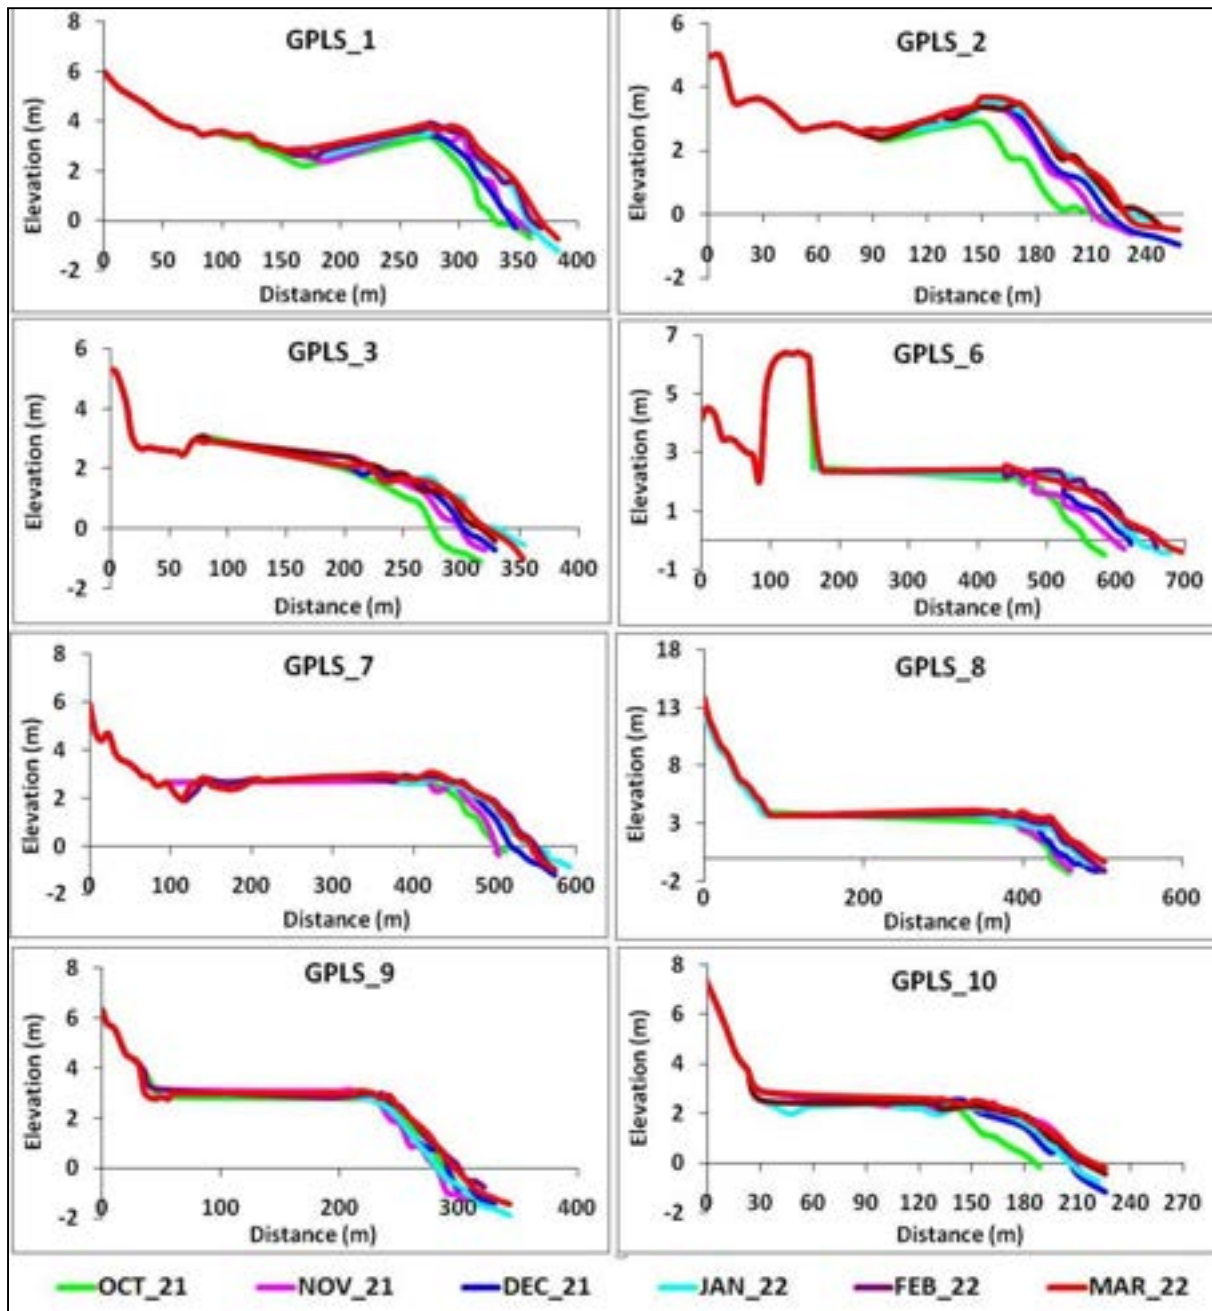 GPLS_1
8
6
4
2
0
-2
Elevation (m)
0 50 100 150 200 250 300 350 400
Distance (m)
GPLS_2
6
4
2
0
-2
Elevation (m)
0 30 60 90 120 150 180 210 240
Distance (m)
GPLS_3
6
4
2
0
-2
Elevation (m)
0 50 100 150 200 250 300 350 400
Distance (m)
GPLS_6
7
5
3
1
-1
Elevation (m)
0 100 200 300 400 500 600 700
Distance (m)
GPLS_7
8
6
4
2
0
-2
Elevation (m)
0 100 200 300 400 500 600
Distance (m)
GPLS_8
18
13
8
3
-2
Elevation (m)
0 200 400 600
Distance (m)
GPLS_9
8
6
4
2
0
-2
Elevation (m)
0 100 200 300 400
Distance (m)
GPLS_10
8
6
4
2
0
-2
Elevation (m)
0 30 60 90 120 150 180 210 240 270
Distance (m)
OCT_21 NOV_21 DEC_21 JAN_22 FEB_22 MAR_22